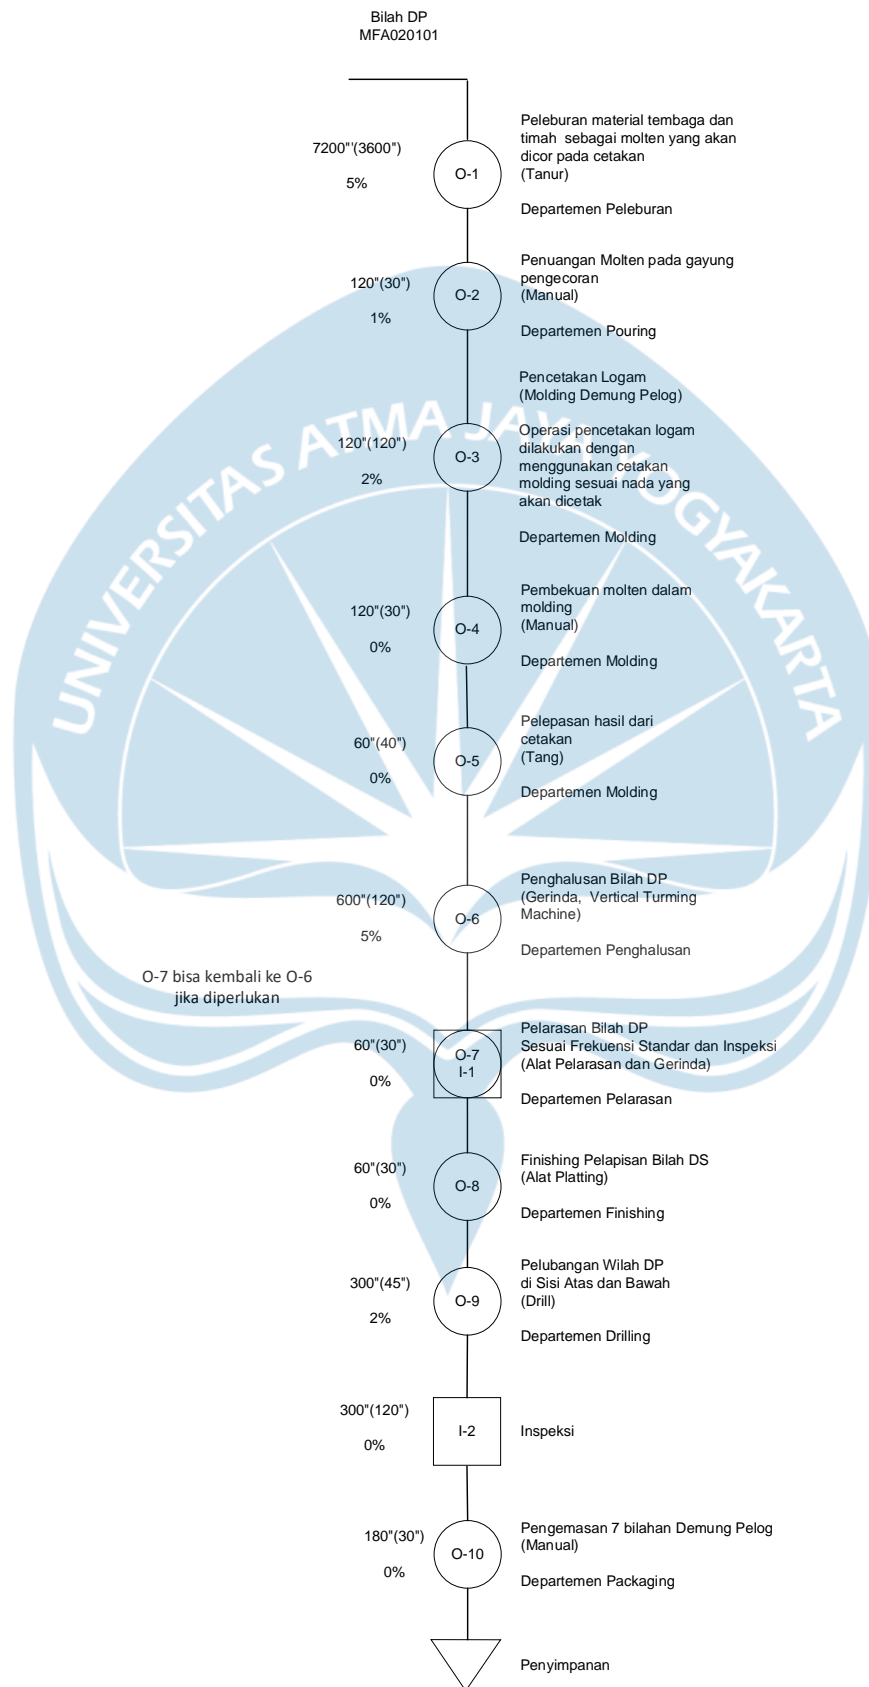 Bilah DP
MFA020101
7200"'(3600")
5%
O-1
Peleburan material tembaga dan
timah sebagai molten yang akan
dicor pada cetakan
(Tanur)
Departemen Peleburan
120"(30")
1%
O-2
Penuangan Molten pada gayung
pengecoran
(Manual)
Departemen Pouring
UNIVERSITAS ATMA JAYA YOGYAKARTA
120"(120")
2%
O-3
Pencetakan Logam
(Molding Demung Pelog)
Operasi pencetakan logam
dilakukan dengan
menggunakan cetakan
molding sesuai nada yang
akan dicetak
Departemen Molding
120"(30")
0%
O-4
Pembekuan molten dalam
molding
(Manual)
Departemen Molding
60"(40")
0%
O-5
Pelepasan hasil dari
cetakan
(Tang)
Departemen Molding
600"(120")
5%
O-6
Penghalusan Bilah DP
(Gerinda, Vertical Turming
Machine)
Departemen Penghalusan
O-7 bisa kembali ke O-6
jika diperlukan
60"(30")
0%
O-7
I-1
Pelarasan Bilah DP
Sesuai Frekuensi Standar dan Inspeksi
(Alat Pelarasan dan Gerinda)
Departemen Pelarasan
60"(30")
0%
O-8
Finishing Pelapisan Bilah DS
(Alat Platting)
Departemen Finishing
300"(45")
2%
O-9
Pelubangan Wilah DP
di Sisi Atas dan Bawah
(Drill)
Departemen Drilling
300"(120")
0%
I-2
Inspeksi
180"(30")
0%
O-10
Pengemasan 7 bilahan Demung Pelog
(Manual)
Departemen Packaging
Penyimpanan